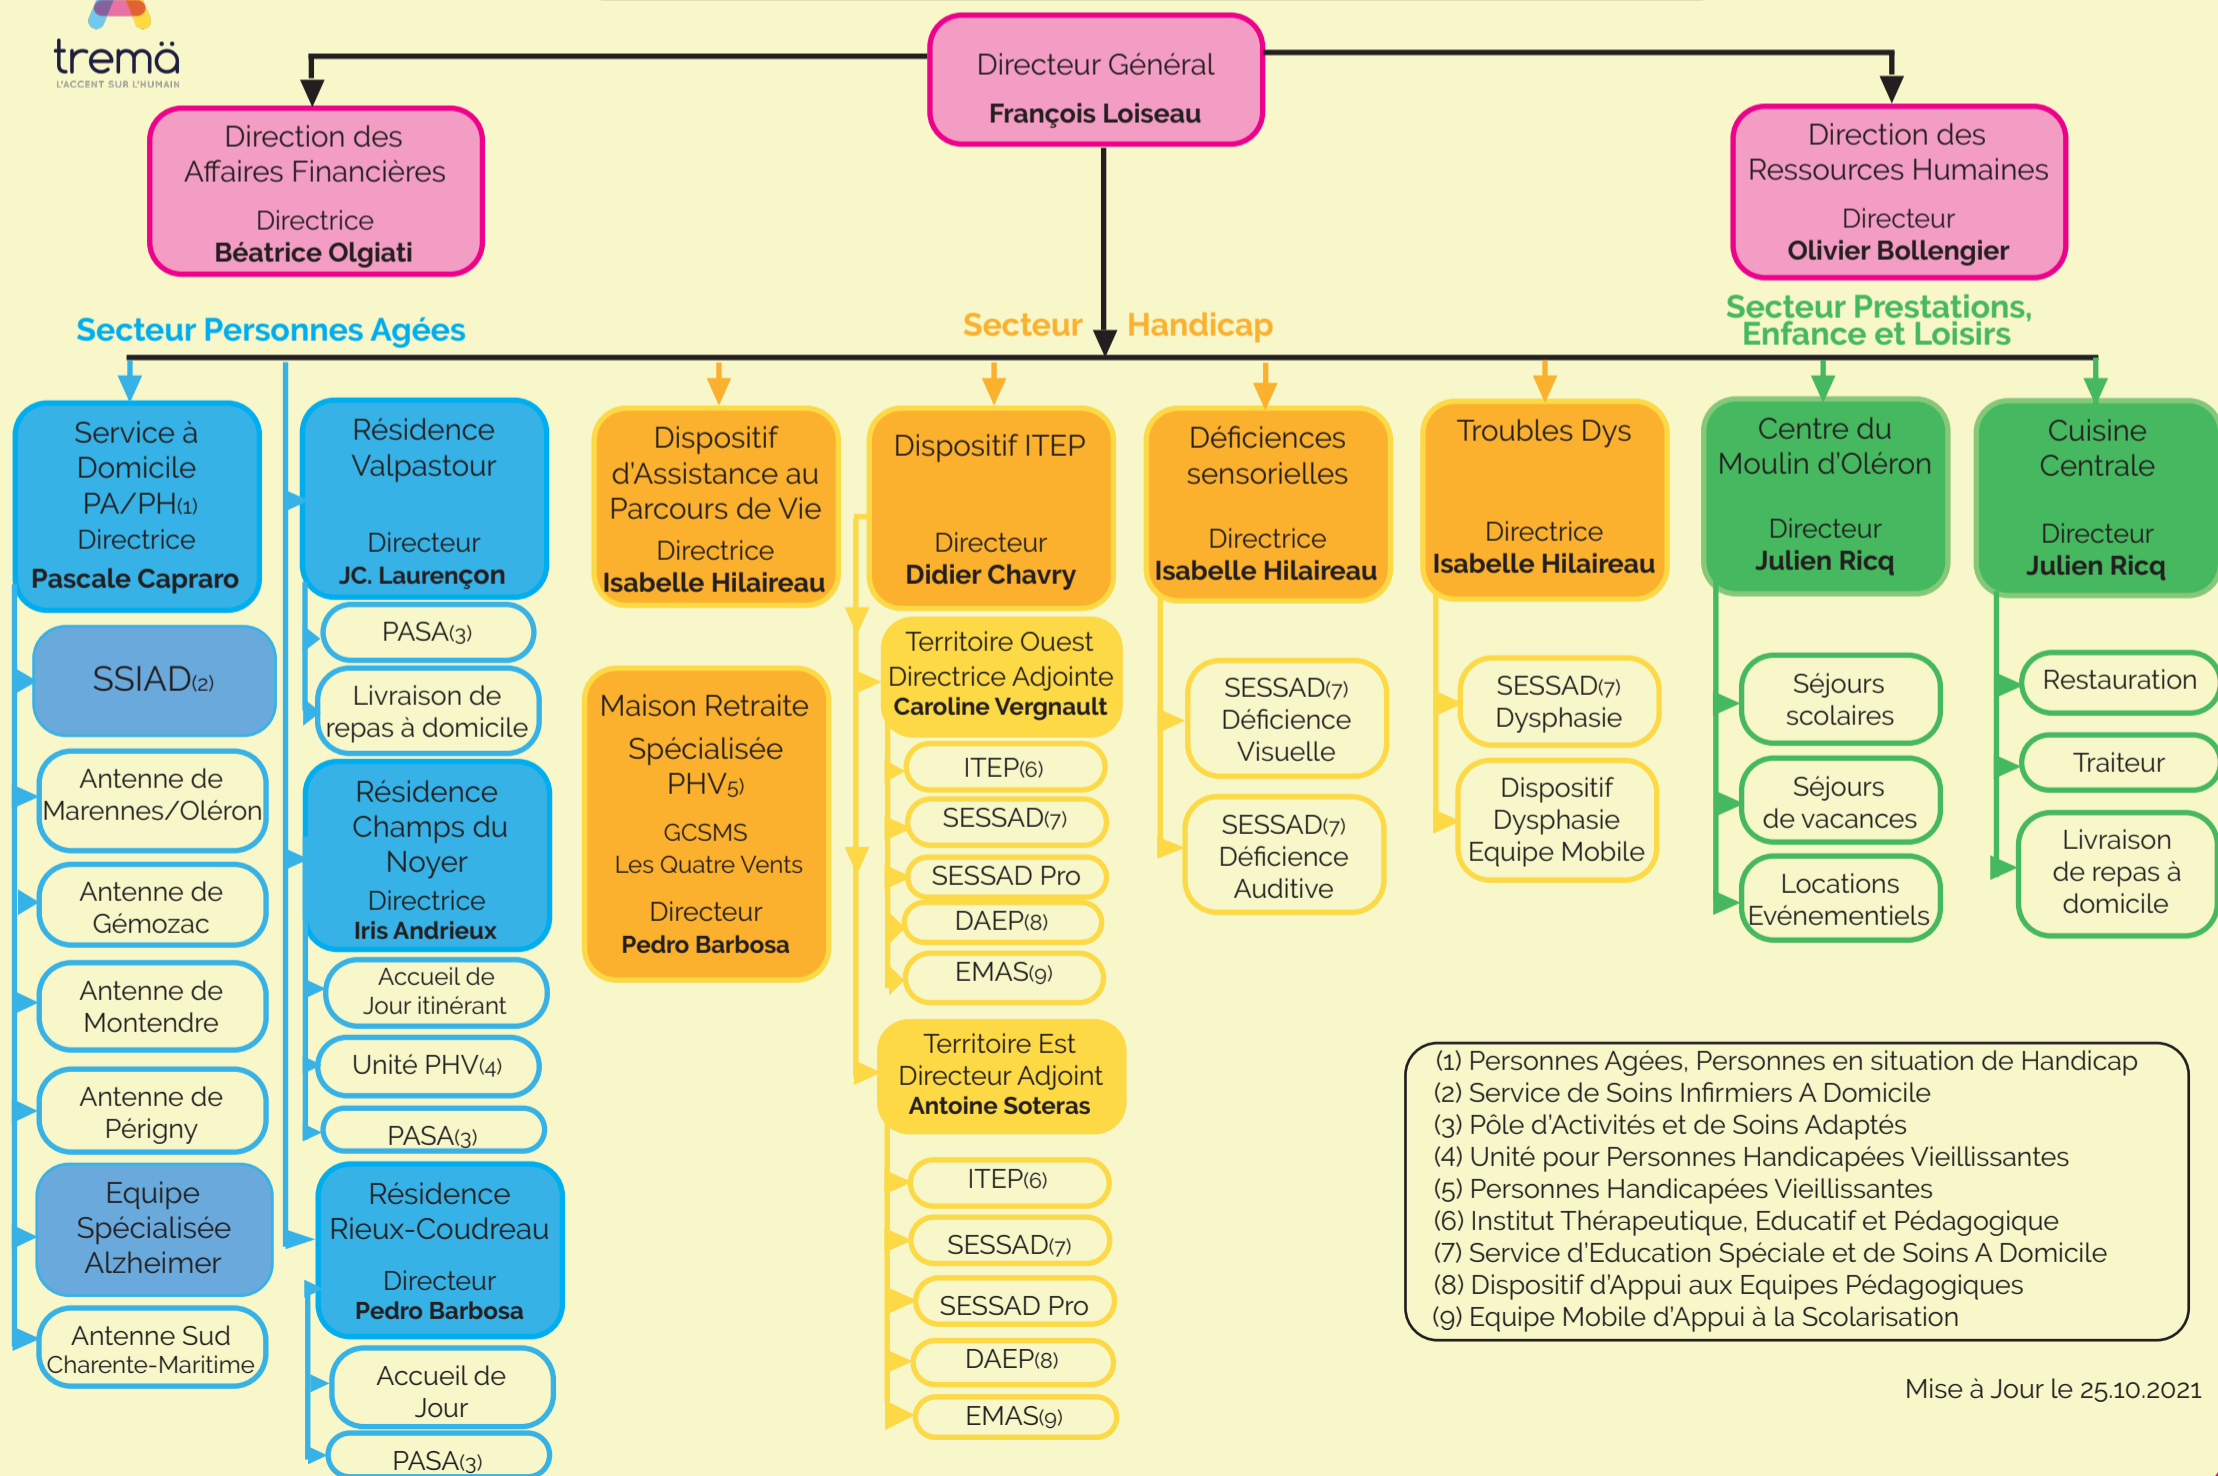 tremä
L'ACCENT SUR L'HUMAIN
Directeur Général
François Loiseau
Direction des
Affaires Financières
Directrice
Béatrice Olgiati
Direction des
Ressources Humaines
Directeur
Olivier Bollengier
Secteur Personnes Agées
Secteur Handicap
Secteur Prestations,
Enfance et Loisirs
Service à
Domicile
PA/PH(1)
Directrice
Pascale Capraro
SSIAD(2)
Antenne de
Marennes/Oléron
Antenne de
Gémozac
Antenne de
Montendre
Antenne de
Périgny
Equipe
Spécialisée
Alzheimer
Antenne Sud
Charente-Maritime
Résidence
Valpastour
Directeur
JC. Laurençon
PASA(3)
Livraison de
repas à domicile
Résidence
Champs du
Noyer
Directrice
Iris Andrieux
Accueil de
Jour itinérant
Unité PHV(4)
PASA(3)
Résidence
Rieux-Coudreau
Directeur
Pedro Barbosa
Accueil de
Jour
PASA(3)
Dispositif
d'Assistance au
Parcours de Vie
Directrice
Isabelle Hilaireau
Maison Retraite
Spécialisée
PHV5)
GCSMS
Les Quatre Vents
Directeur
Pedro Barbosa
Dispositif ITEP
Directeur
Didier Chavry
Territoire Ouest
Directrice Adjointe
Caroline Vergnault
ITEP(6)
SESSAD(7)
SESSAD Pro
DAEP(8)
EMAS(9)
Territoire Est
Directeur Adjoint
Antoine Soteras
ITEP(6)
SESSAD(7)
SESSAD Pro
DAEP(8)
EMAS(9)
Déficiences
sensorielles
Directrice
Isabelle Hilaireau
SESSAD(7)
Déficience
Visuelle
SESSAD(7)
Déficience
Auditive
Troubles Dys
Directrice
Isabelle Hilaireau
SESSAD(7)
Dysphasie
Dispositif
Dysphasie
Equipe Mobile
Centre du
Moulin d'Oléron
Directeur
Julien Ricq
Séjours
scolaires
Séjours
de vacances
Locations
Evénementiels
Cuisine
Centrale
Directeur
Julien Ricq
Restauration
Traiteur
Livraison
de repas à
domicile
(1) Personnes Agées, Personnes en situation de Handicap
(2) Service de Soins Infirmiers A Domicile
(3) Pôle d'Activités et de Soins Adaptés
(4) Unité pour Personnes Handicapées Vieillissantes
(5) Personnes Handicapées Vieillissantes
(6) Institut Thérapeutique, Educatif et Pédagogique
(7) Service d'Education Spéciale et de Soins A Domicile
(8) Dispositif d'Appui aux Equipes Pédagogiques
(9) Equipe Mobile d'Appui à la Scolarisation
Mise à Jour le 25.10.2021